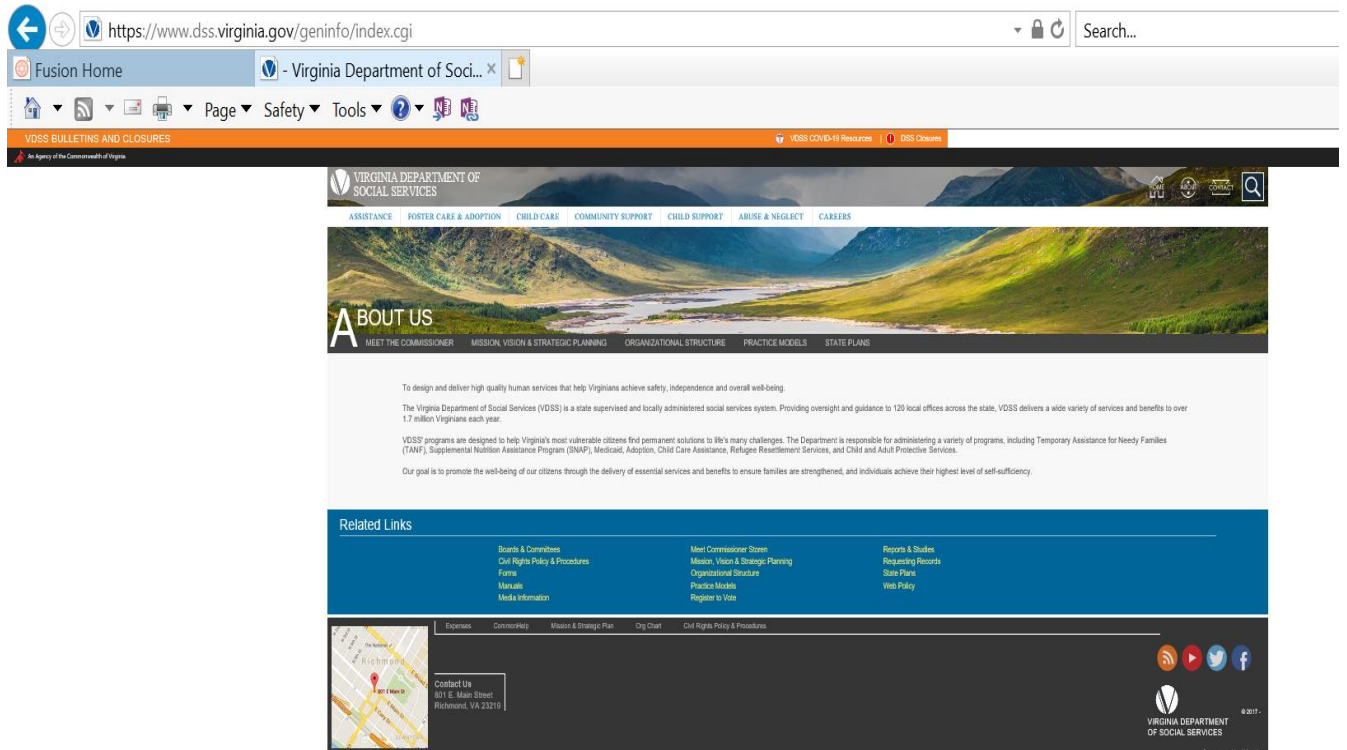 https://www.dss.virginia.gov/geninfo/index.cgi
Search...
Fusion Home
- Virginia Department of Soci...
Page Safety Tools
VDSS BULLETINS AND CLOSURES
VDSS COVID-19 Resources | DSS Closures
An Agency of the Commonwealth of Virginia
VIRGINIA DEPARTMENT OF
SOCIAL SERVICES
HOME ABOUT CONTACT
ASSISTANCE FOSTER CARE & ADOPTION CHILD CARE COMMUNITY SUPPORT CHILD SUPPORT ABUSE & NEGLECT CAREERS
ABOUT US
MEET THE COMMISSIONER MISSION, VISION & STRATEGIC PLANNING ORGANIZATIONAL STRUCTURE PRACTICE MODELS STATE PLANS
To design and deliver high quality human services that help Virginians achieve safety, independence and overall well-being.
The Virginia Department of Social Services (VDSS) is a state supervised and locally administered social services system. Providing oversight and guidance to 120 local offices across the state, VDSS delivers a wide variety of services and benefits to over
1.7 million Virginians each year.
VDSS' programs are designed to help Virginia's most vulnerable citizens find permanent solutions to life's many challenges. The Department is responsible for administering a variety of programs, including Temporary Assistance for Needy Families
(TANF), Supplemental Nutrition Assistance Program (SNAP), Medicaid, Adoption, Child Care Assistance, Refugee Resettlement Services, and Child and Adult Protective Services.
Our goal is to promote the well-being of our citizens through the delivery of essential services and benefits to ensure families are strengthened, and individuals achieve their highest level of self-sufficiency.
Related Links
Boards & Committees
Civil Rights Policy & Procedures
Forms
Manuals
Media Information
Meet Commissioner Storen
Mission, Vision & Strategic Planning
Organizational Structure
Practice Models
Register to Vote
Reports & Studies
Requesting Records
State Plans
Web Policy
Expenses CommonHelp Mission & Strategic Plan Org Chart Civil Rights Policy & Procedures
Richmond
801 E Main St
Contact Us
801 E. Main Street
Richmond, VA 23219
VIRGINIA DEPARTMENT
OF SOCIAL SERVICES
© 2017 -